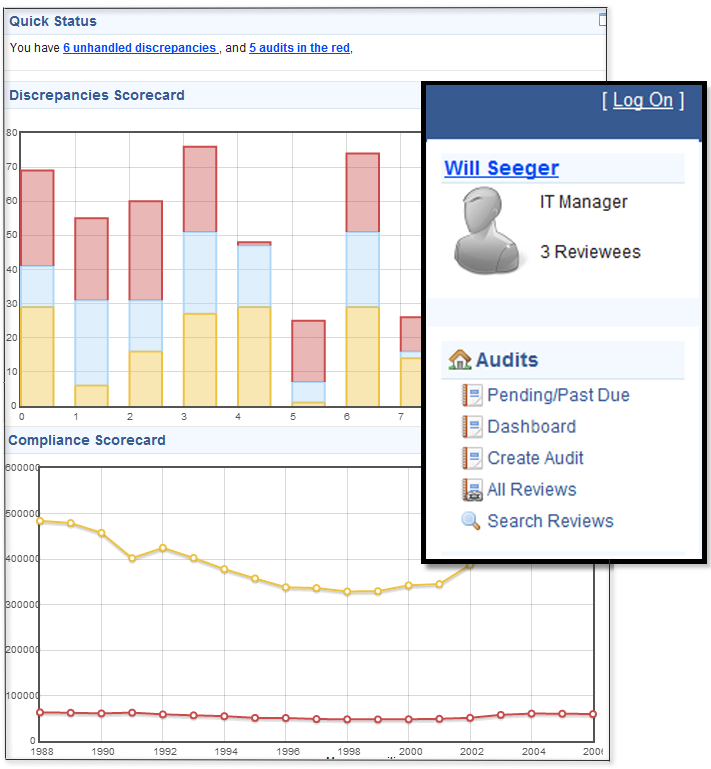 Quick Status
You have 6 unhandled discrepancies , and 5 audits in the red,
Discrepancies Scorecard
80
70
60
50
40
30
20
10
0
0 1 2 3 4 5 6 7
Compliance Scorecard
600000
500000
400000
300000
200000
100000
0
1988 1990 1992 1994 1996 1998 2000 2002 2004 2006
[ Log On ]
Will Seeger
IT Manager
3 Reviewees
Audits
Pending/Past Due
Dashboard
Create Audit
All Reviews
Search Reviews